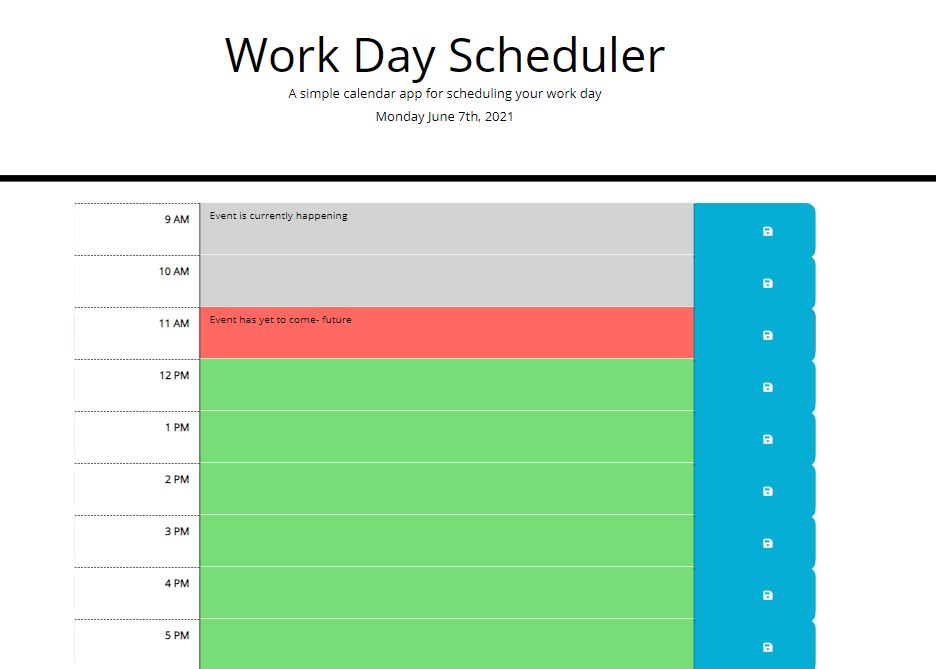 Work Day Scheduler
A simple calendar app for scheduling your work day
Monday June 7th, 2021
9 AM Event is currently happening
10 AM
11 AM Event has yet to come- future
12 PM
1 PM
2 PM
3 PM
4 PM
5 PM